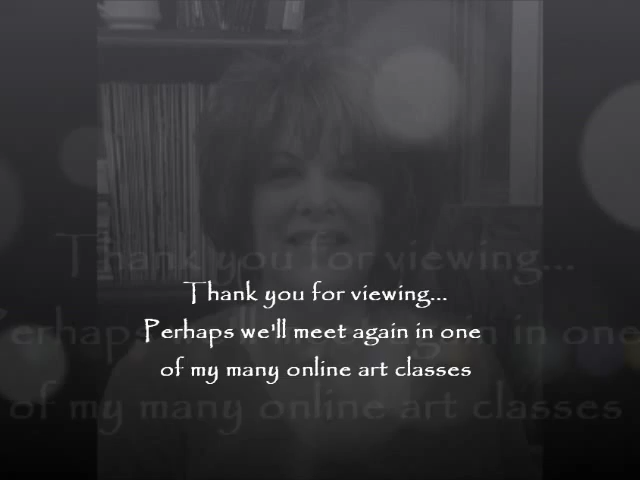 Thank you for viewing...
Perhaps we'll meet again in one
of my many online art classes